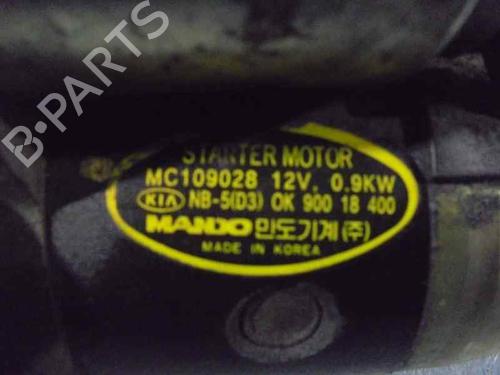 STARTER MOTOR
MC109028 12V, 0.9KW
KIA NB-5(D3) OK 900 18 400
MANDO 만도기계(주)
MADE IN KOREA
B-PARTS